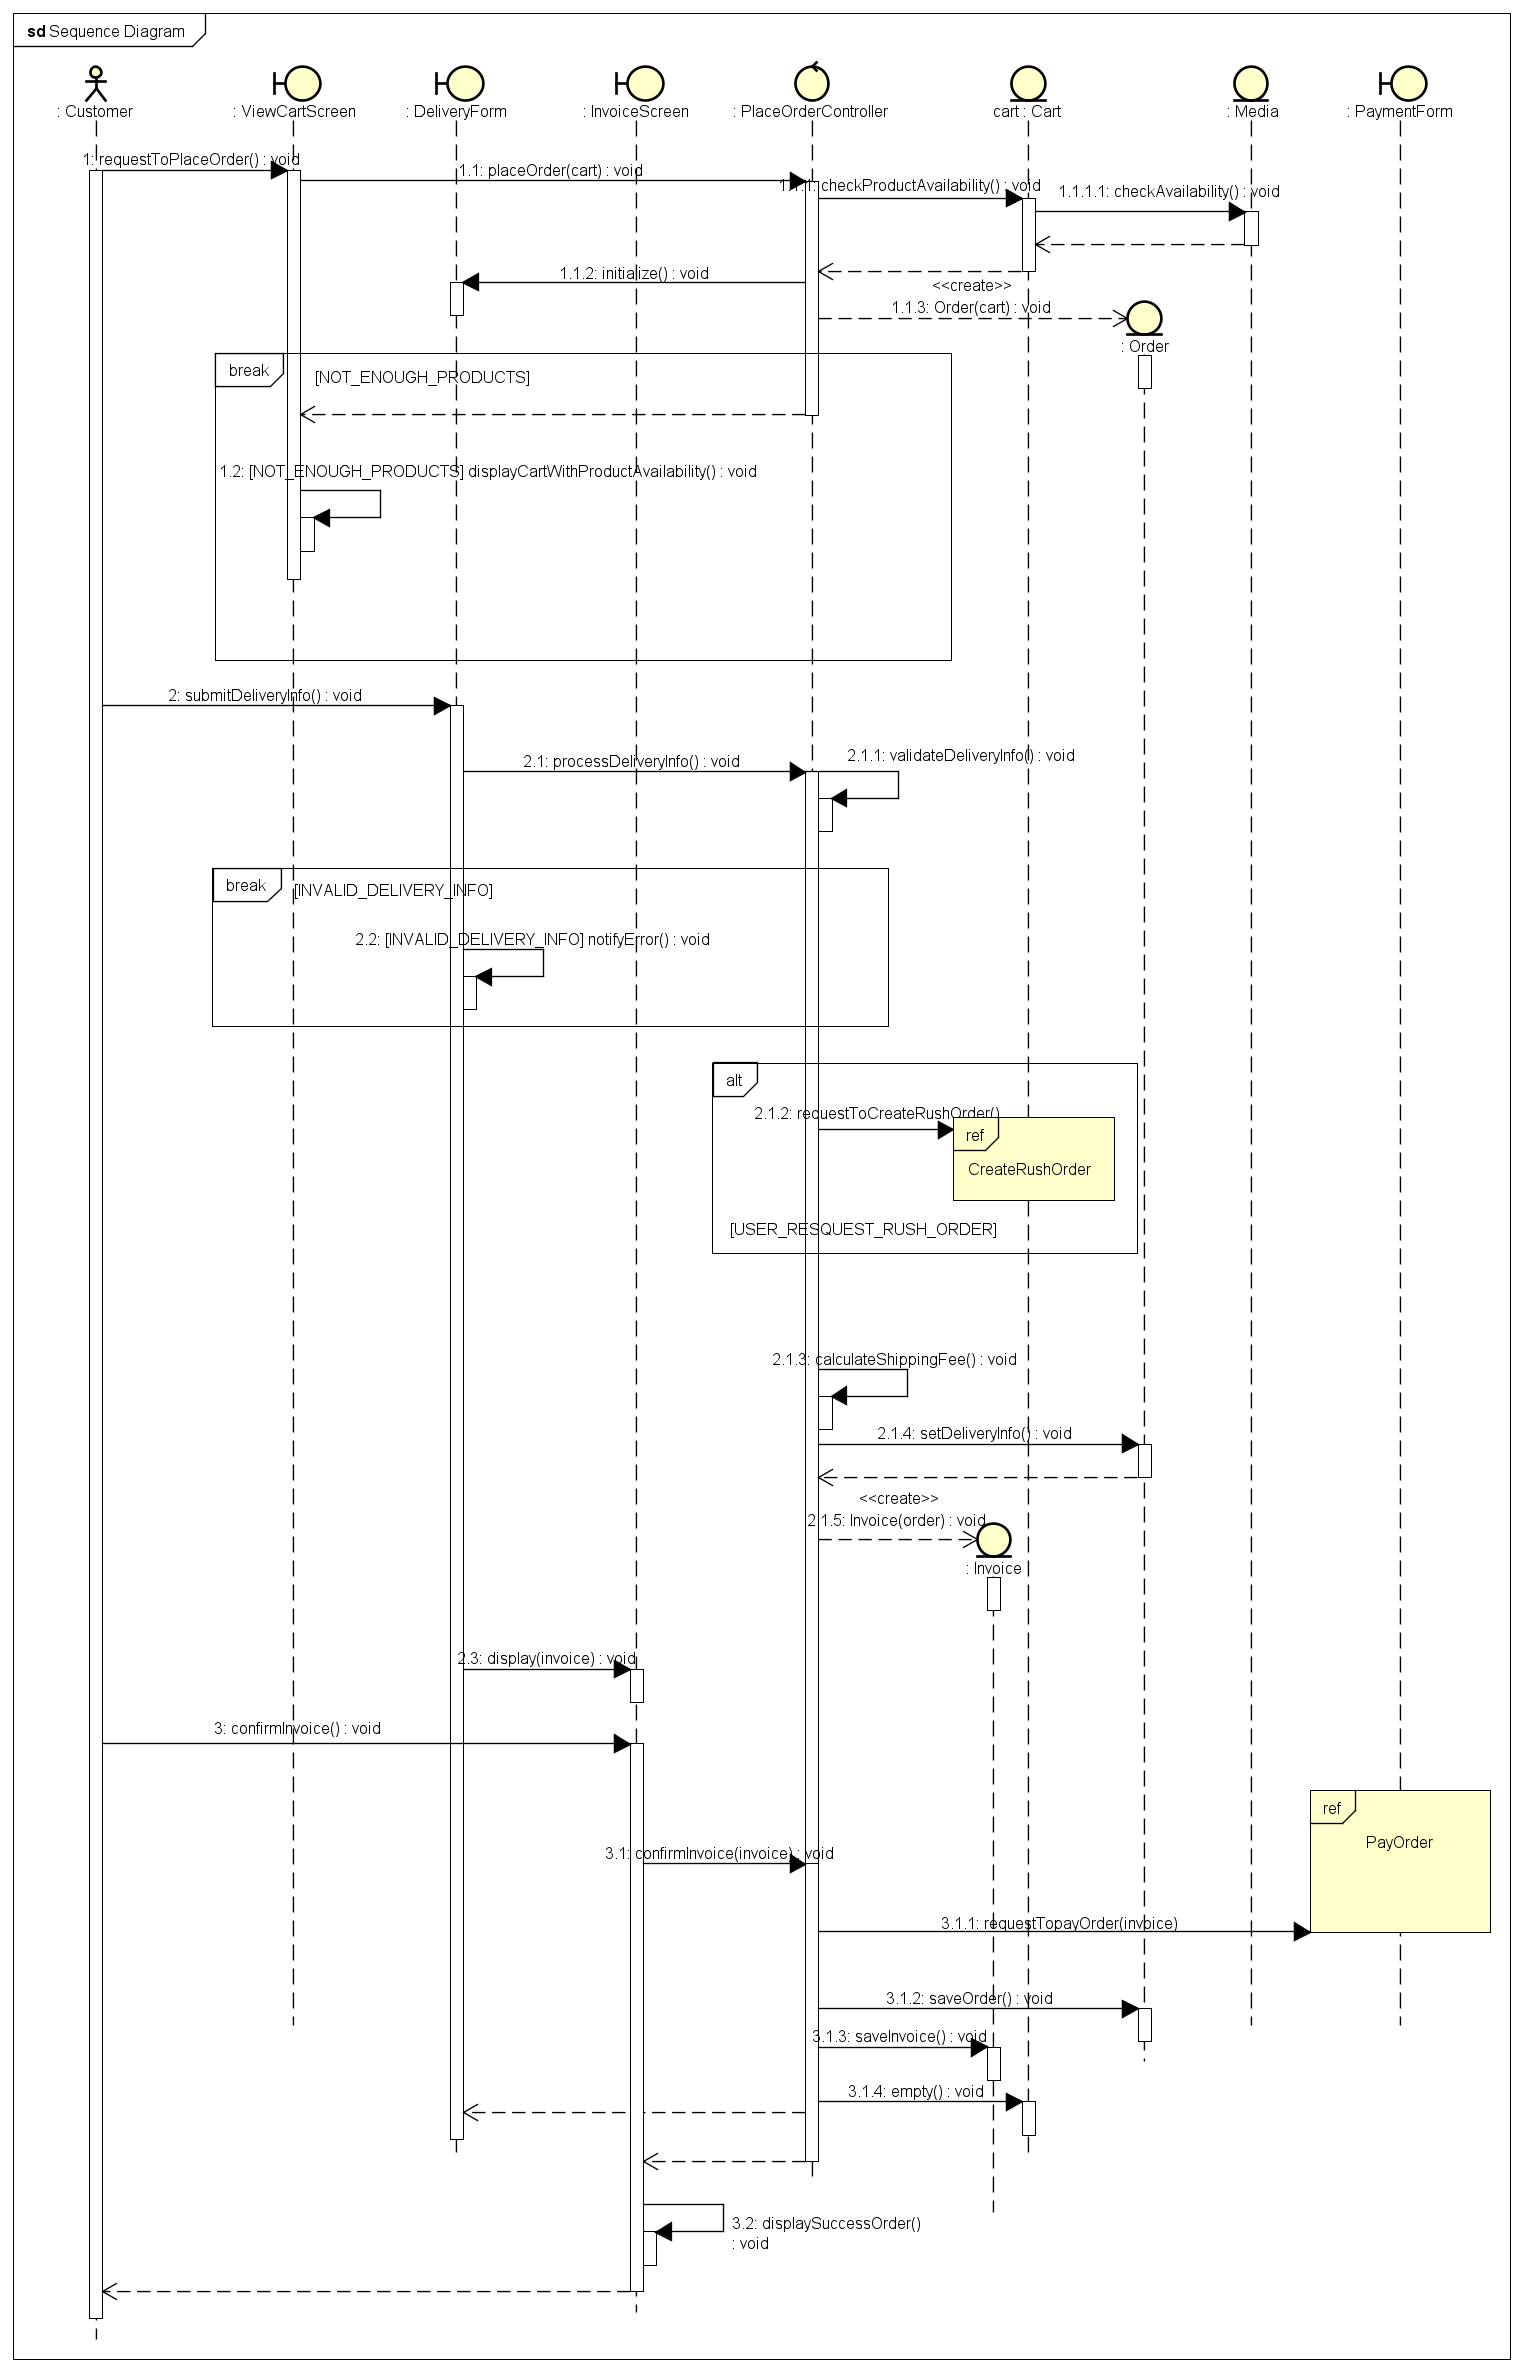 sd Sequence Diagram
: Customer
: ViewCartScreen
: DeliveryForm
: InvoiceScreen
: PlaceOrderController
cart : Cart
: Media
: PaymentForm
1: requestToPlaceOrder() : void
1.1: placeOrder(cart) : void
1.1.1: checkProductAvailability() : void
1.1.1.1: checkAvailability() : void
1.1.2: initialize() : void
<<create>>
1.1.3: Order(cart) : void
: Order
break
[NOT_ENOUGH_PRODUCTS]
1.2: [NOT_ENOUGH_PRODUCTS] displayCartWithProductAvailability() : void
2: submitDeliveryInfo() : void
2.1: processDeliveryInfo() : void
2.1.1: validateDeliveryInfo() : void
break
[INVALID_DELIVERY_INFO]
2.2: [INVALID_DELIVERY_INFO] notifyError() : void
alt
2.1.2: requestToCreateRushOrder()
ref
CreateRushOrder
[USER_RESQUEST_RUSH_ORDER]
2.1.3: calculateShippingFee() : void
2.1.4: setDeliveryInfo() : void
<<create>>
2.1.5: Invoice(order) : void
: Invoice
2.3: display(invoice) : void
3: confirmInvoice() : void
ref
PayOrder
3.1: confirmInvoice(invoice) : void
3.1.1: requestTopayOrder(invoice)
3.1.2: saveOrder() : void
3.1.3: saveInvoice() : void
3.1.4: empty() : void
3.2: displaySuccessOrder()
: void